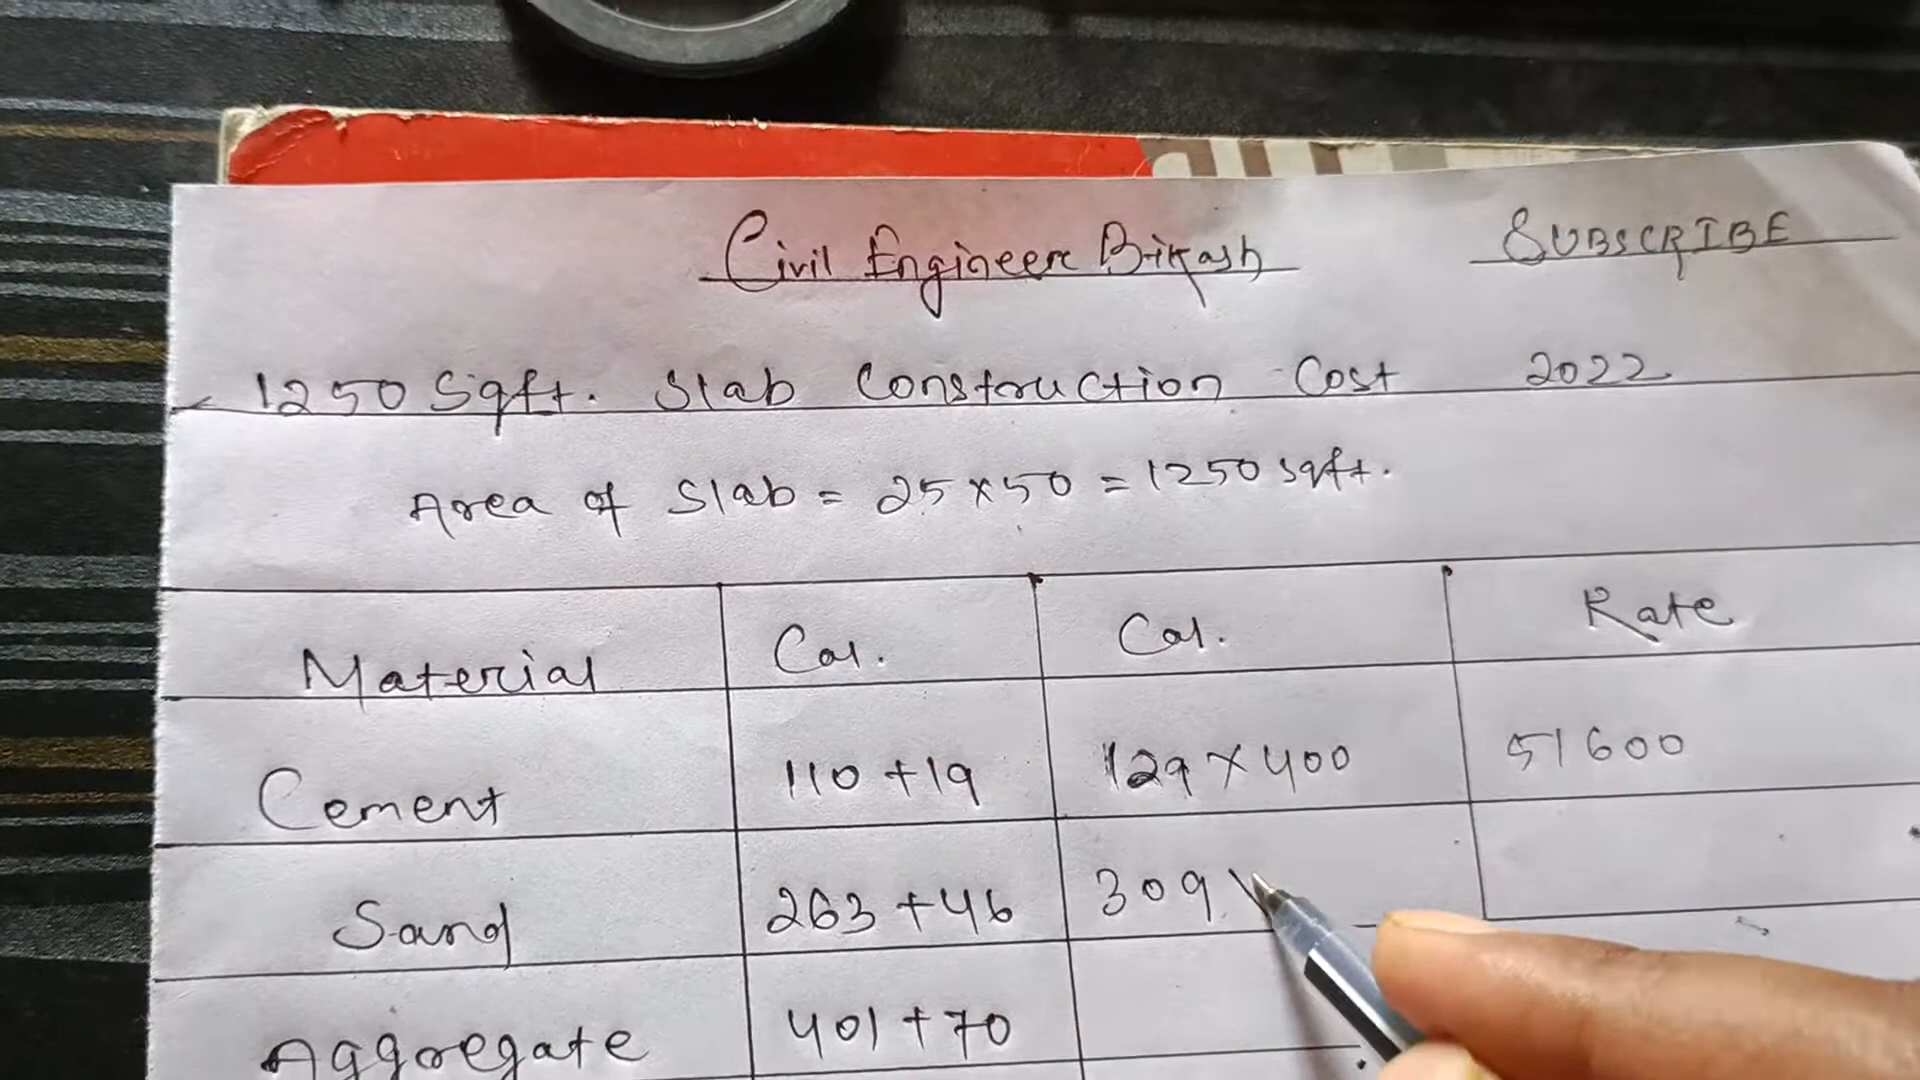 Civil Engineer Bikash SUBSCRIBE
1250 Sqft. Slab Construction Cost 2022
Area of Slab = 25 × 50 = 1250 sqft.
Material Cal. Cal. Rate
Cement 110 + 19 129 × 400 51600
Sand 263 + 46 309
Aggregate 401 + 70